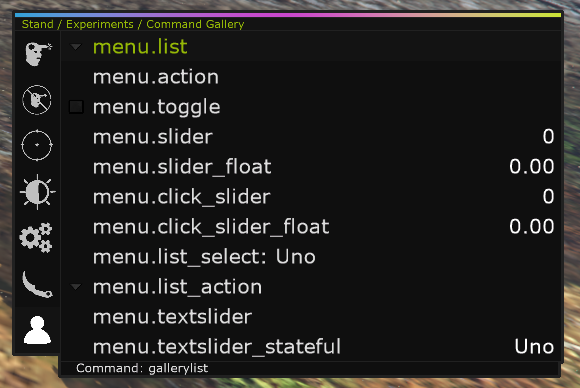 Stand / Experiments / Command Gallery
menu.list
menu.action
menu.toggle
menu.slider 0
menu.slider_float 0.00
menu.click_slider 0
menu.click_slider_float 0.00
menu.list_select: Uno
menu.list_action
menu.textslider
menu.textslider_stateful Uno
Command: gallerylist